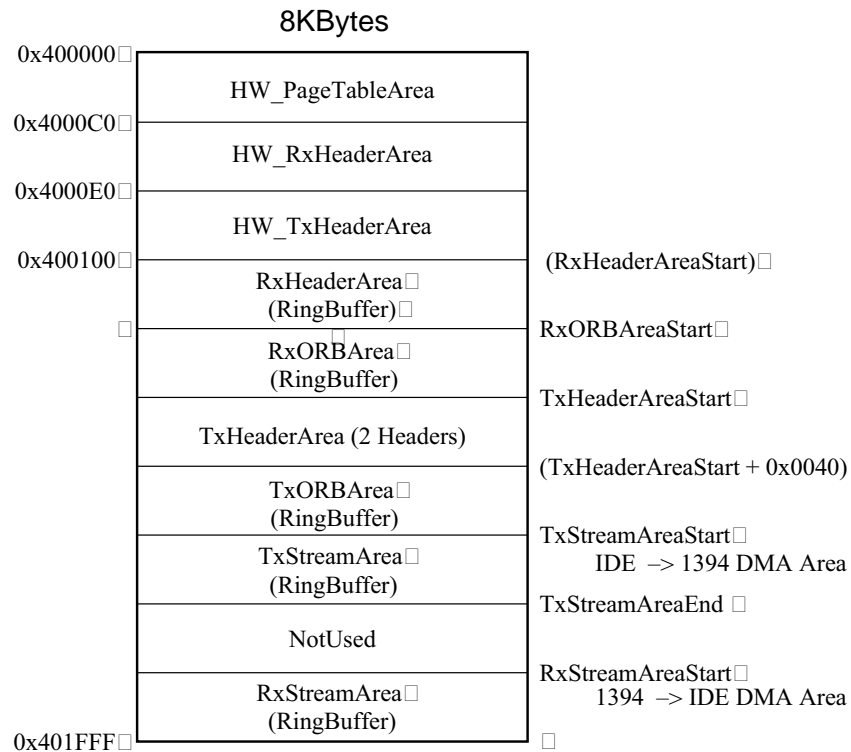 8KBytes
0x400000
HW_PageTableArea
0x4000C0
HW_RxHeaderArea
0x4000E0
HW_TxHeaderArea
0x400100
(RxHeaderAreaStart)
RxHeaderArea
(RingBuffer)
RxORBAreaStart
RxORBArea
(RingBuffer)
TxHeaderAreaStart
TxHeaderArea (2 Headers)
(TxHeaderAreaStart + 0x0040)
TxORBArea
(RingBuffer)
TxStreamAreaStart
IDE –> 1394 DMA Area
TxStreamArea
(RingBuffer)
TxStreamAreaEnd
NotUsed
RxStreamAreaStart
1394 –> IDE DMA Area
RxStreamArea
(RingBuffer)
0x401FFF